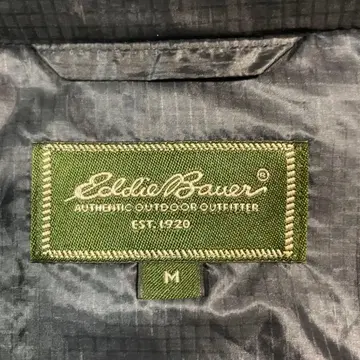 Eddie Bauer®
AUTHENTIC OUTDOOR OUTFITTER
EST. 1920
M